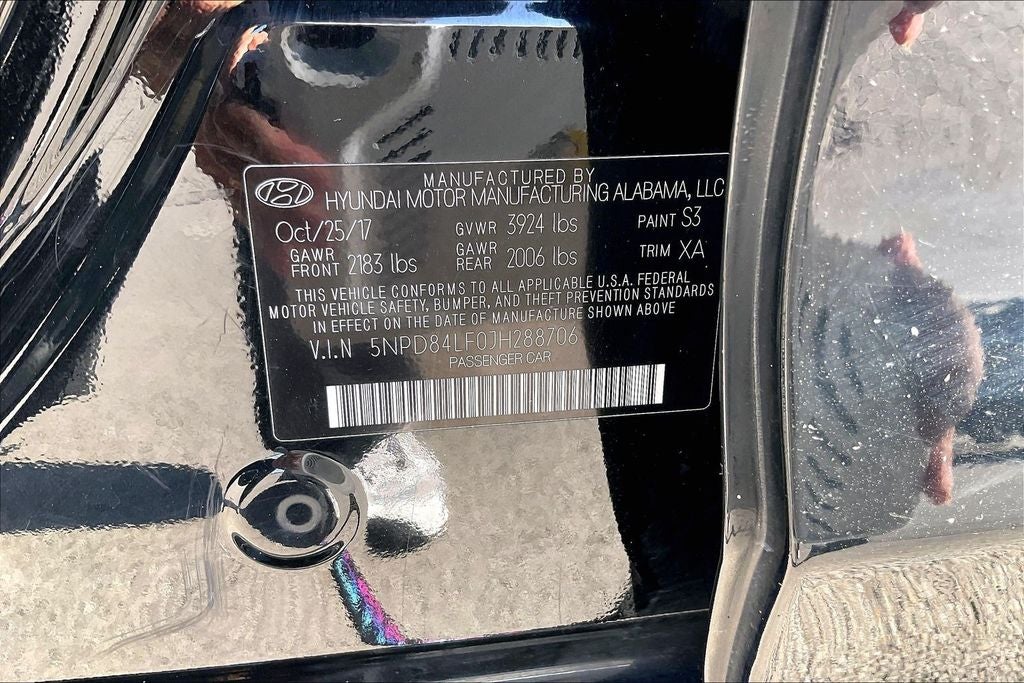 MANUFACTURED BY
HYUNDAI MOTOR MANUFACTURING ALABAMA, LLC
Oct/25/17 GVWR 3924 lbs PAINT S3
GAWR FRONT 2183 lbs GAWR REAR 2006 lbs TRIM XA
THIS VEHICLE CONFORMS TO ALL APPLICABLE U.S.A. FEDERAL
MOTOR VEHICLE SAFETY, BUMPER, AND THEFT PREVENTION STANDARDS
IN EFFECT ON THE DATE OF MANUFACTURE SHOWN ABOVE
V.I.N 5NPD84LF0JH288706
PASSENGER CAR